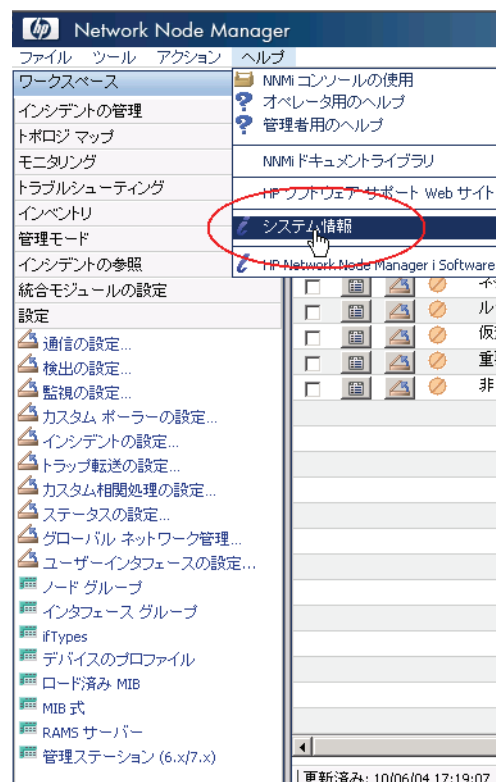 hp Network Node Manager
ファイル ツール アクション ヘルプ
ワークスペース
インシデントの管理
トポロジ マップ
モニタリング
トラブルシューティング
インベントリ
管理モード
インシデントの参照
統合モジュールの設定
設定
通信の設定...
検出の設定...
監視の設定...
カスタム ポーラーの設定...
インシデントの設定...
トラップ転送の設定...
カスタム相関処理の設定...
ステータスの設定...
グローバル ネットワーク管理...
ユーザーインタフェースの設定...
ノード グループ
インタフェース グループ
ifTypes
デバイスのプロファイル
ロード済み MIB
MIB 式
RAMS サーバー
管理ステーション (6.x/7.x)
NNMi コンソールの使用
オペレータ用のヘルプ
管理者用のヘルプ
NNMi ドキュメントライブラリ
HP ソフトウェア サポート Web サイト
システム情報
HP Network Node Manager i Software
ル
仮
重
非
更新済み: 10/06/04 17:19:07